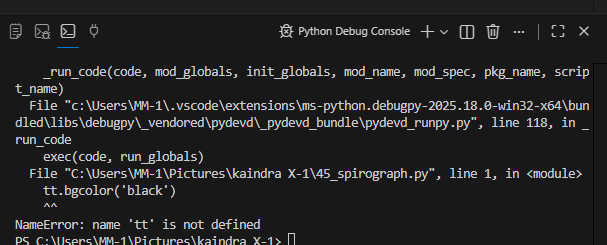 Python Debug Console
_run_code(code, mod_globals, init_globals, mod_name, mod_spec, pkg_name, scrip
t_name)
File "c:\Users\MM-1\.vscode\extensions\ms-python.debugpy-2025.18.0-win32-x64\bun
dled\libs\debugpy\_vendored\pydevd\_pydevd_bundle\pydevd_runpy.py", line 118, in _
run_code
exec(code, run_globals)
File "C:\Users\MM-1\Pictures\kaindra X-1\45_spirograph.py", line 1, in <module>
tt.bgcolor('black')
^^
NameError: name 'tt' is not defined
PS C:\Users\MM-1\Pictures\kaindra X-1>